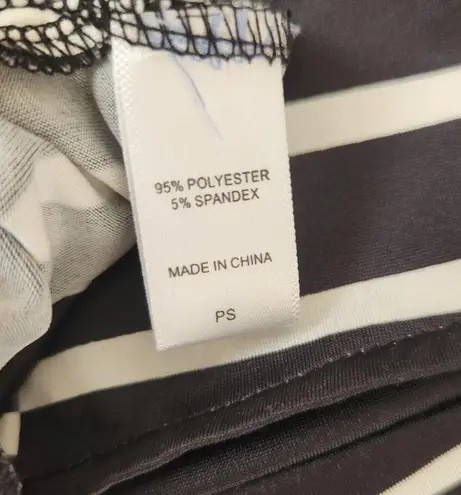 95% POLYESTER
5% SPANDEX
MADE IN CHINA
PS